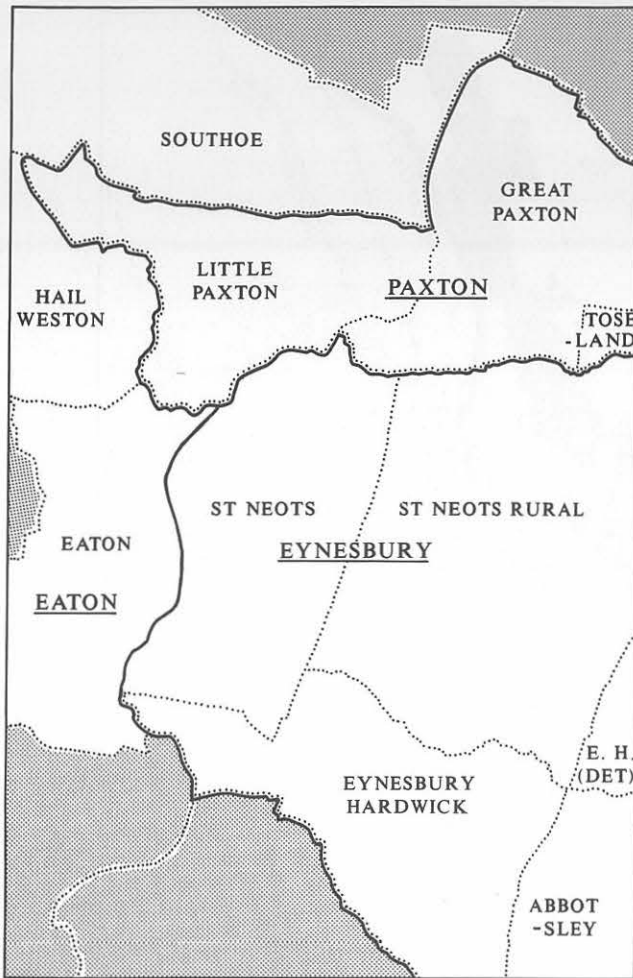 SOUTHOE
GREAT
PAXTON
LITTLE
PAXTON
PAXTON
HAIL
WESTON
TOSE
-LAND
ST NEOTS
ST NEOTS RURAL
EATON
EYNESBURY
EATON
E. H.
(DET)
EYNESBURY
HARDWICK
ABBOT
-SLEY